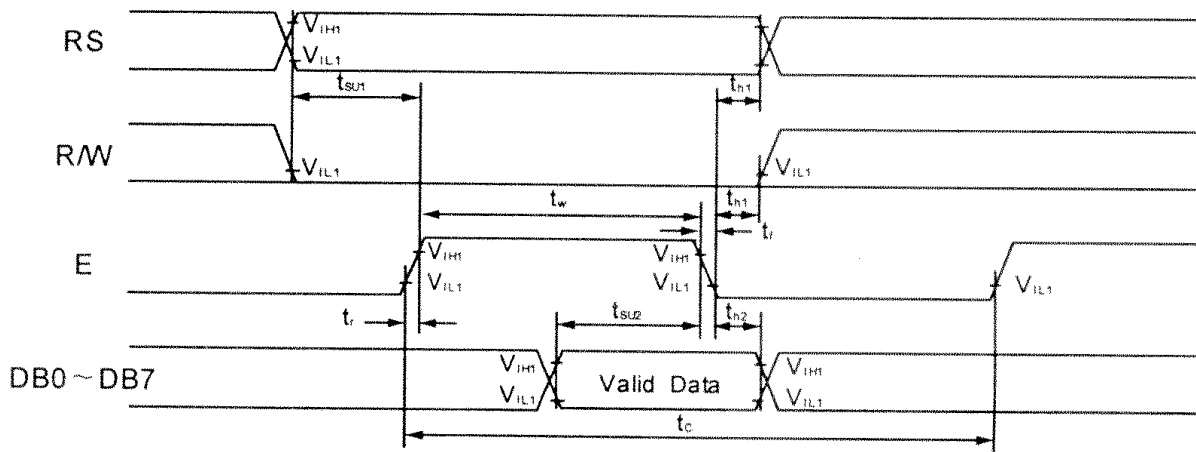 RS
V_IH1
V_IL1
t_SU1
t_h1
R/W
V_IL1
V_IL1
t_w
t_h1
t_f
E
V_IH1
V_IL1
V_IH1
V_IL1
V_IL1
t_r
t_SU2
t_h2
DB0~DB7
V_IH1
V_IL1
Valid Data
V_IH1
V_IL1
t_C